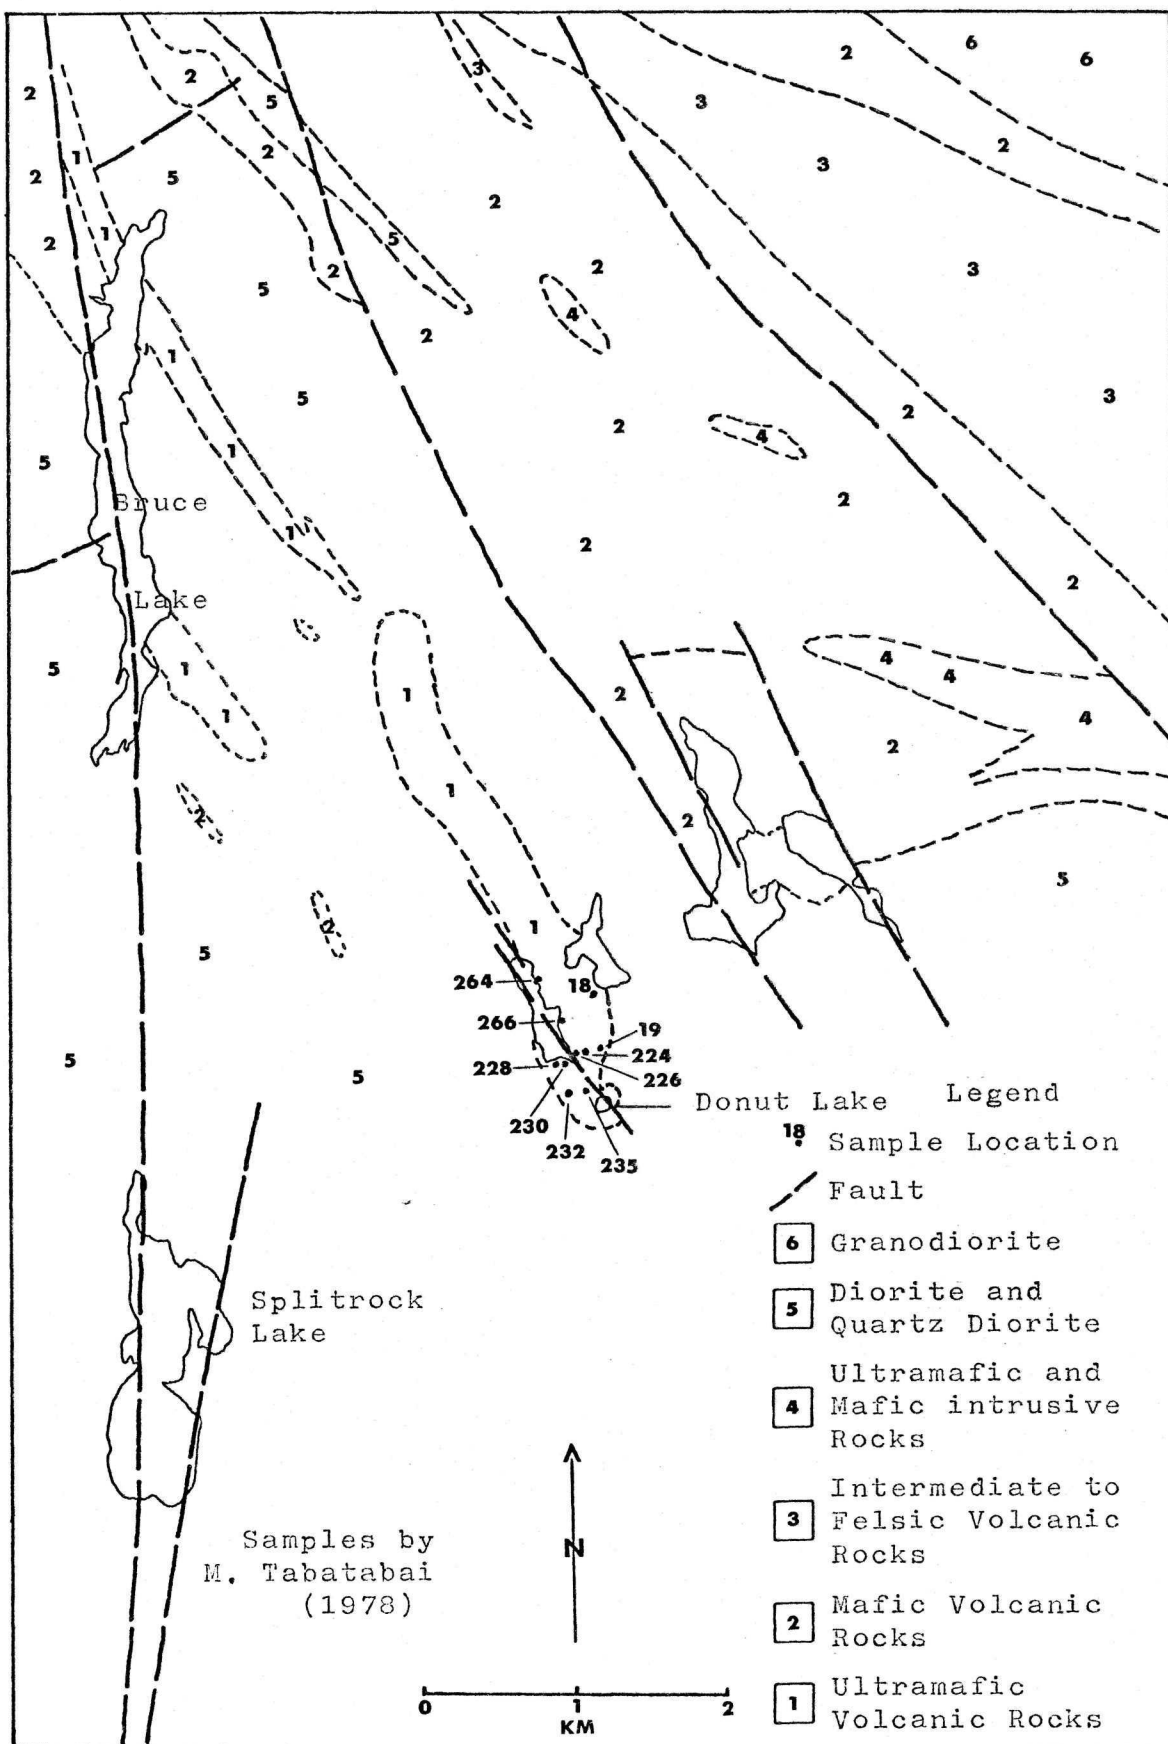 2
6
6
3
2
2
5
3
2
2
3
2
1
2
5
2
2
5
1
2
2
2
3
5
4
2
1
5
3
2
2
4
1
5
2
Bruce
1
2
2
Lake
5
1
4
4
1
2
1
4
2
1
2
2
5
1
2
5
264
18
266
19
5
5
228
224
226
Donut Lake
230
232
235
Legend
18 Sample Location
Fault
6 Granodiorite
5 Diorite and
Quartz Diorite
4 Ultramafic and
Mafic intrusive
Rocks
3 Intermediate to
Felsic Volcanic
Rocks
2 Mafic Volcanic
Rocks
1 Ultramafic
Volcanic Rocks
Splitrock
Lake
Samples by
M. Tabatabai
(1978)
N
0 1 2
KM